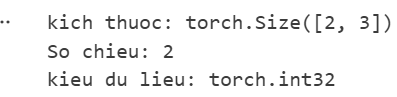 kich thuoc: torch.Size([2, 3])
So chieu: 2
kieu du lieu: torch.int32